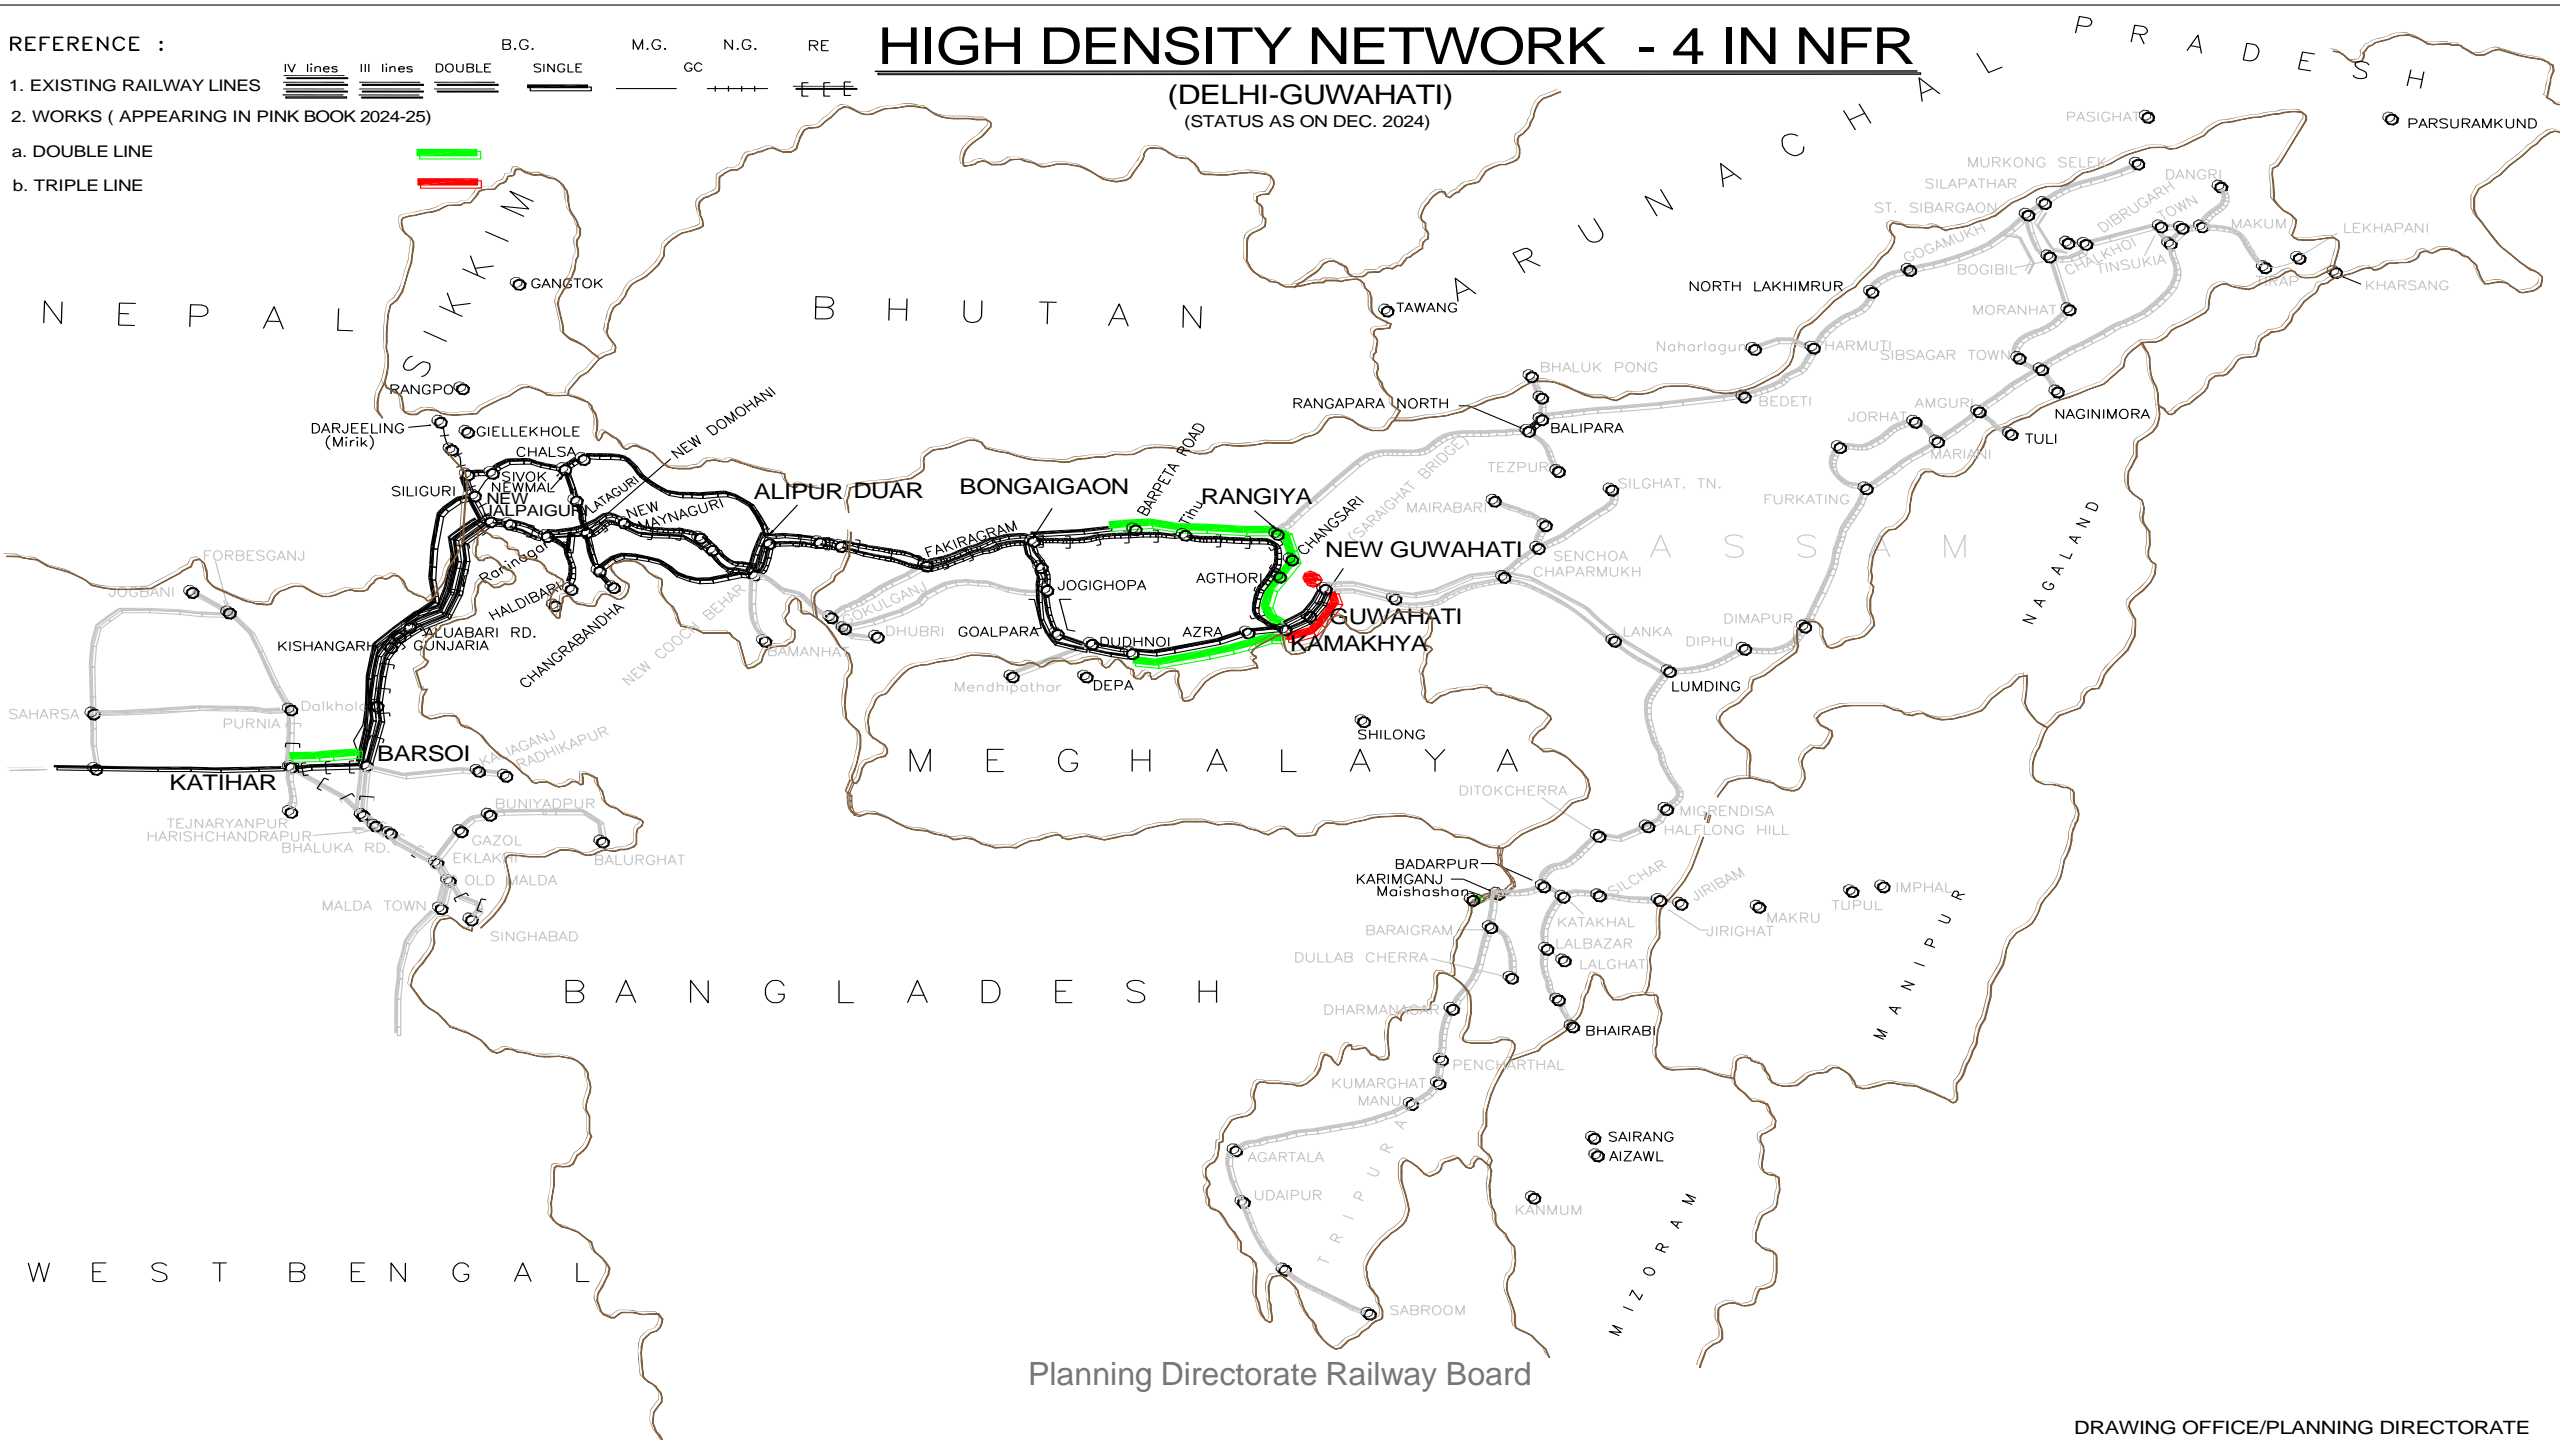 HIGH DENSITY NETWORK - 4 IN NFR
(DELHI-GUWAHATI)
(STATUS AS ON DEC. 2024)
REFERENCE :
B.G.
M.G.
N.G.
RE
IV lines
III lines
DOUBLE
SINGLE
GC
1. EXISTING RAILWAY LINES
2. WORKS ( APPEARING IN PINK BOOK 2024-25)
a. DOUBLE LINE
b. TRIPLE LINE
ARUNACHAL PRADESH
PASIGHAT
PARSURAMKUND
MURKONG SELEK
DANGRI
SILAPATHAR
ST. SIBARGAON
DIBRUGARH
TOWN
MAKUM
LEKHAPANI
GOGAMUKH
BOGIBIL
CHALKHOI
TINSUKIA
TIRAP
KHARSANG
NORTH LAKHIMRUR
MORANHAT
Naharlagun
HARMUTI
SIBSAGAR TOWN
BEDETI
NAGINIMORA
AMGURI
JORHAT
TULI
MARIANI
FURKATING
SIKKIM
GANGTOK
RANGPO
NEPAL
BHUTAN
TAWANG
BHALUK PONG
RANGAPARA NORTH
BALIPARA
TEZPUR
SILGHAT. TN.
MAIRABARI
(SARAIGHAT BRIDGE)
SENCHOA
CHAPARMUKH
ASSAM
NAGALAND
DARJEELING
(Mirik)
GIELLEKHOLE
CHALSA
SIVOK
NEWMAL
SILIGURI
NEW
JALPAIGURI
LATAGURI
NEW DOMOHANI
NEW
MAYNAGURI
ALIPUR DUAR
BONGAIGAON
BARPETA ROAD
Tihu
RANGIYA
CHANGSARI
NEW GUWAHATI
FAKIRAGRAM
AGTHORI
GUWAHATI
KAMAKHYA
AZRA
JOGIGHOPA
GOALPARA
DUDHNOI
Mendhipathar
DEPA
Raninagar
HALDIBARI
CHANGRABANDHA
NEW COOCH BEHAR
BAMANHAT
GOKULGANJ
DHUBRI
FORBESGANJ
JOGBANI
ALUABARI RD.
KISHANGARH
GUNJARIA
SAHARSA
PURNIA
Dalkhola
BARSOI
KATIHAR
KALIAGANJ
RADHIKAPUR
TEJNARYANPUR
HARISHCHANDRAPUR
BHALUKA RD.
BUNIYADPUR
GAZOL
EKLAKHI
BALURGHAT
OLD MALDA
MALDA TOWN
SINGHABAD
LANKA
DIPHU
DIMAPUR
LUMDING
SHILONG
MEGHALAYA
DITOKCHERRA
MIGRENDISA
HALFLONG HILL
BADARPUR
KARIMGANJ
Maishashan
SILCHAR
JIRIBAM
KATAKHAL
JIRIGHAT
MAKRU
TUPUL
IMPHAL
MANIPUR
BARAIGRAM
LALBAZAR
LALGHAT
DULLAB CHERRA
DHARMANAGAR
BHAIRABI
PENCHARTHAL
KUMARGHAT
MANU
AGARTALA
UDAIPUR
TRIPURA
SABROOM
SAIRANG
AIZAWL
KANMUM
MIZORAM
BANGLADESH
WEST BENGAL
Planning Directorate Railway Board
DRAWING OFFICE/PLANNING DIRECTORATE